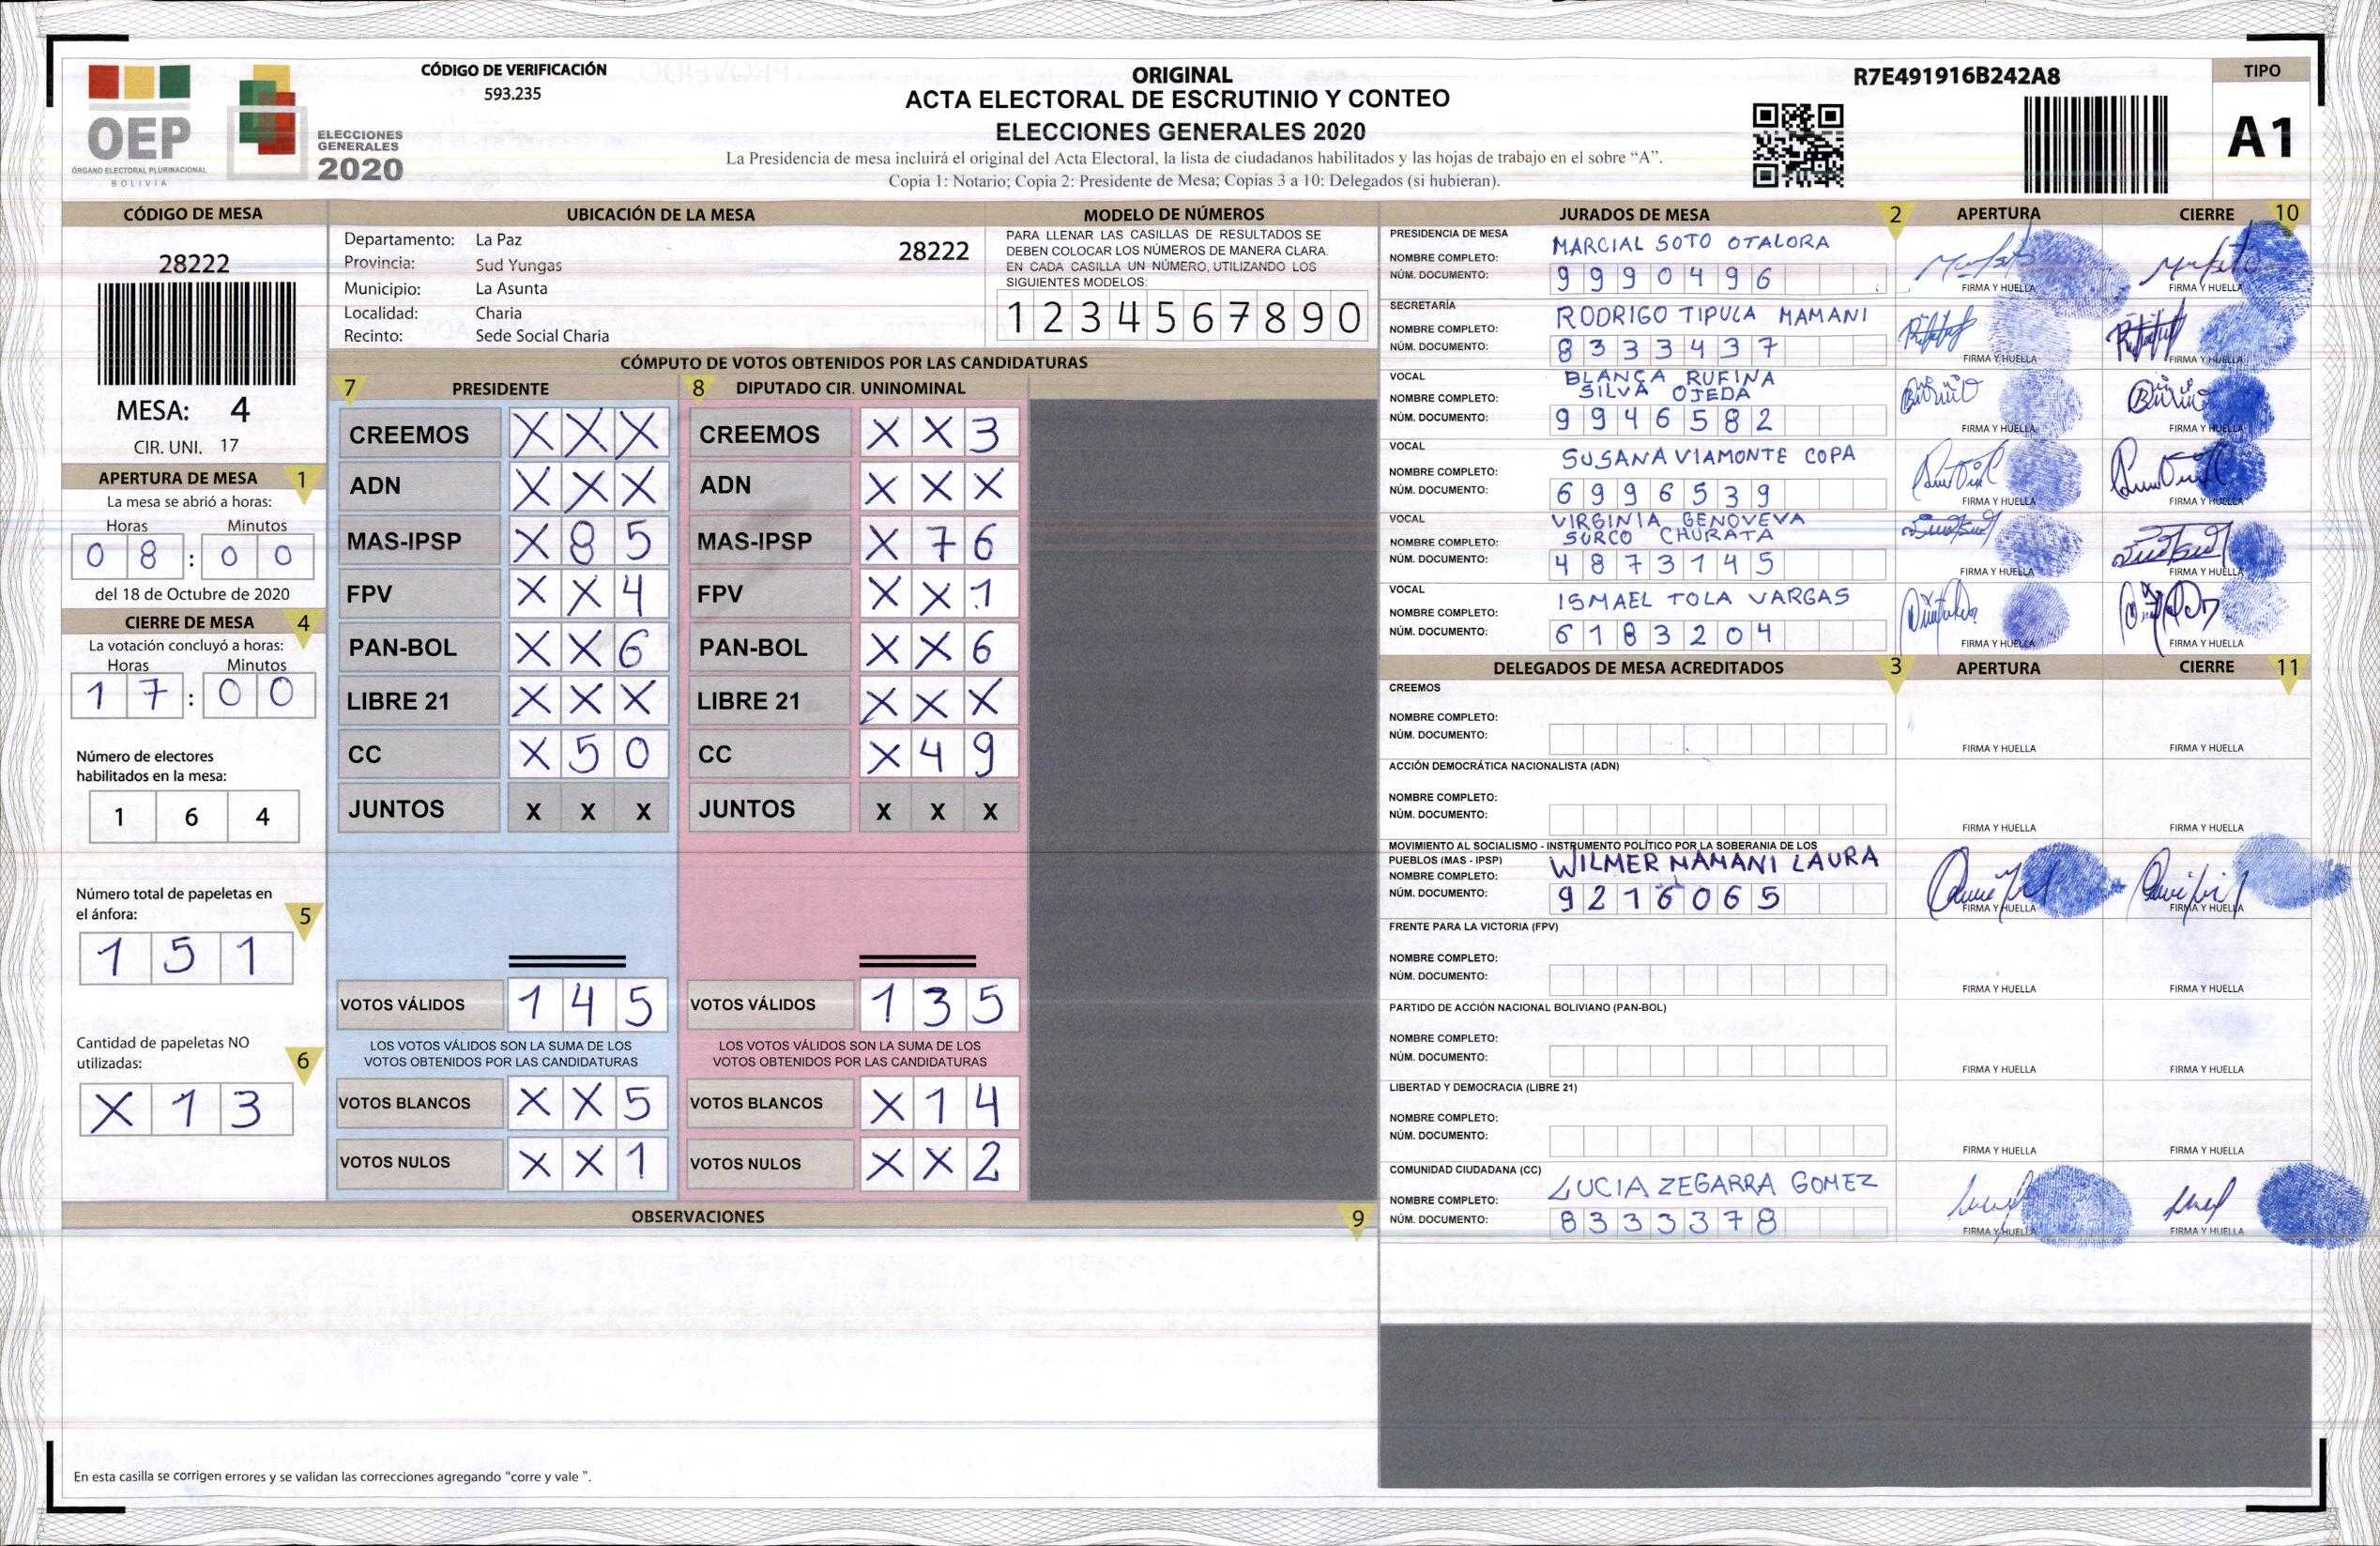 OEP
ÓRGANO ELECTORAL PLURINACIONAL
BOLIVIA
ELECCIONES
GENERALES
2020
CÓDIGO DE VERIFICACIÓN
593.235
ORIGINAL
ACTA ELECTORAL DE ESCRUTINIO Y CONTEO
ELECCIONES GENERALES 2020
La Presidencia de mesa incluirá el original del Acta Electoral, la lista de ciudadanos habilitados y las hojas de trabajo en el sobre “A”.
Copia 1: Notario; Copia 2: Presidente de Mesa; Copias 3 a 10: Delegados (si hubieran).
R7E491916B242A8
TIPO
A1
CÓDIGO DE MESA
28222
MESA: 4
CIR. UNI. 17
APERTURA DE MESA 1
La mesa se abrió a horas:
Horas Minutos
0 8 : 0 0
del 18 de Octubre de 2020
CIERRE DE MESA 4
La votación concluyó a horas:
Horas Minutos
1 7 : 0 0
Número de electores
habilitados en la mesa:
1 6 4
Número total de papeletas en
el ánfora: 5
1 5 1
Cantidad de papeletas NO
utilizadas: 6
X 1 3
UBICACIÓN DE LA MESA
Departamento: La Paz
28222
Provincia: Sud Yungas
Municipio: La Asunta
Localidad: Charia
Recinto: Sede Social Charia
MODELO DE NÚMEROS
PARA LLENAR LAS CASILLAS DE RESULTADOS SE
DEBEN COLOCAR LOS NÚMEROS DE MANERA CLARA.
EN CADA CASILLA UN NÚMERO, UTILIZANDO LOS
SIGUIENTES MODELOS:
1 2 3 4 5 6 7 8 9 0
CÓMPUTO DE VOTOS OBTENIDOS POR LAS CANDIDATURAS
7 PRESIDENTE
CREEMOS X X X
ADN X X X
MAS-IPSP X 8 5
FPV X X 4
PAN-BOL X X 6
LIBRE 21 X X X
CC X 5 0
JUNTOS X X X
VOTOS VÁLIDOS 1 4 5
LOS VOTOS VÁLIDOS SON LA SUMA DE LOS
VOTOS OBTENIDOS POR LAS CANDIDATURAS
VOTOS BLANCOS X X 5
VOTOS NULOS X X 1
8 DIPUTADO CIR. UNINOMINAL
CREEMOS X X 3
ADN X X X
MAS-IPSP X 7 6
FPV X X 1
PAN-BOL X X 6
LIBRE 21 X X X
CC X 4 9
JUNTOS X X X
VOTOS VÁLIDOS 1 3 5
LOS VOTOS VÁLIDOS SON LA SUMA DE LOS
VOTOS OBTENIDOS POR LAS CANDIDATURAS
VOTOS BLANCOS X 1 4
VOTOS NULOS X X 2
OBSERVACIONES 9
En esta casilla se corrigen errores y se validan las correcciones agregando “corre y vale ”.
JURADOS DE MESA 2 APERTURA CIERRE 10
PRESIDENCIA DE MESA
NOMBRE COMPLETO: MARCIAL SOTO OTALORA
NÚM. DOCUMENTO: 9 9 9 0 4 9 6
FIRMA Y HUELLA FIRMA Y HUELLA
SECRETARÍA
NOMBRE COMPLETO: RODRIGO TIPULA MAMANI
NÚM. DOCUMENTO: 8 3 3 3 4 3 7
FIRMA Y HUELLA FIRMA Y HUELLA
VOCAL
NOMBRE COMPLETO: BLANCA RUFINA
SILVA OJEDA
NÚM. DOCUMENTO: 9 9 4 6 5 8 2
FIRMA Y HUELLA FIRMA Y HUELLA
VOCAL
NOMBRE COMPLETO: SUSANA VIAMONTE COPA
NÚM. DOCUMENTO: 6 9 9 6 5 3 9
FIRMA Y HUELLA FIRMA Y HUELLA
VOCAL
NOMBRE COMPLETO: VIRGINIA GENOVEVA
SURCO CHURATA
NÚM. DOCUMENTO: 4 8 7 3 1 4 5
FIRMA Y HUELLA FIRMA Y HUELLA
VOCAL
NOMBRE COMPLETO: ISMAEL TOLA VARGAS
NÚM. DOCUMENTO: 6 1 8 3 2 0 4
FIRMA Y HUELLA FIRMA Y HUELLA
DELEGADOS DE MESA ACREDITADOS 3 APERTURA CIERRE 11
CREEMOS
NOMBRE COMPLETO:
NÚM. DOCUMENTO:
FIRMA Y HUELLA FIRMA Y HUELLA
ACCIÓN DEMOCRÁTICA NACIONALISTA (ADN)
NOMBRE COMPLETO:
NÚM. DOCUMENTO:
FIRMA Y HUELLA FIRMA Y HUELLA
MOVIMIENTO AL SOCIALISMO - INSTRUMENTO POLÍTICO POR LA SOBERANIA DE LOS
PUEBLOS (MAS - IPSP)
NOMBRE COMPLETO: WILMER MAMANI LAURA
NÚM. DOCUMENTO: 9 2 1 6 0 6 5
FIRMA Y HUELLA FIRMA Y HUELLA
FRENTE PARA LA VICTORIA (FPV)
NOMBRE COMPLETO:
NÚM. DOCUMENTO:
FIRMA Y HUELLA FIRMA Y HUELLA
PARTIDO DE ACCIÓN NACIONAL BOLIVIANO (PAN-BOL)
NOMBRE COMPLETO:
NÚM. DOCUMENTO:
FIRMA Y HUELLA FIRMA Y HUELLA
LIBERTAD Y DEMOCRACIA (LIBRE 21)
NOMBRE COMPLETO:
NÚM. DOCUMENTO:
FIRMA Y HUELLA FIRMA Y HUELLA
COMUNIDAD CIUDADANA (CC)
NOMBRE COMPLETO: LUCIA ZEGARRA GOMEZ
NÚM. DOCUMENTO: 8 3 3 3 3 7 8
FIRMA Y HUELLA FIRMA Y HUELLA